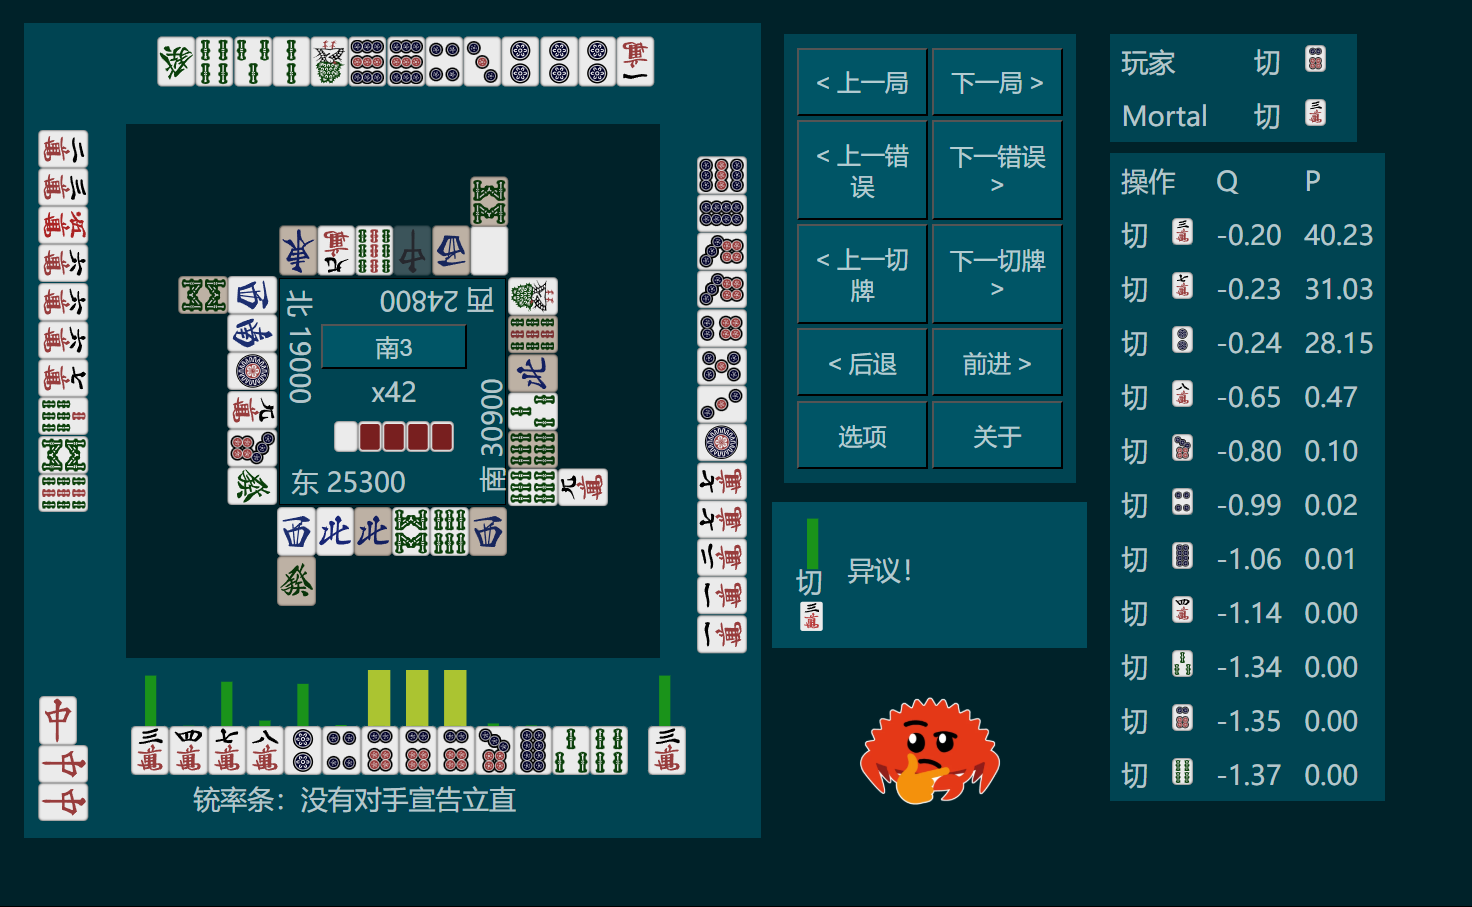 < 上一局
下一局 >
< 上一错误
下一错误 >
< 上一切牌
下一切牌 >
< 后退
前进 >
选项
关于
玩家 切
Mortal 切
操作 Q P
切 -0.20 40.23
切 -0.23 31.03
切 -0.24 28.15
切 -0.65 0.47
切 -0.80 0.10
切 -0.99 0.02
切 -1.06 0.01
切 -1.14 0.00
切 -1.34 0.00
切 -1.35 0.00
切 -1.37 0.00
西 24800
北 19000
南3
x42
南 30900
东 25300
切
异议！
铳率条：没有对手宣告立直